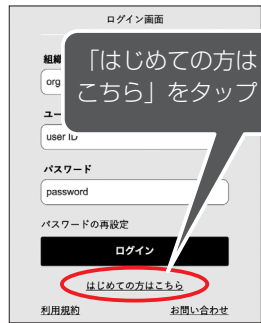 ログイン画面
組織
「はじめての方は
こちら」をタップ
org
ユー
user ID
パスワード
password
パスワードの再設定
ログイン
はじめての方はこちら
利用規約
お問い合わせ